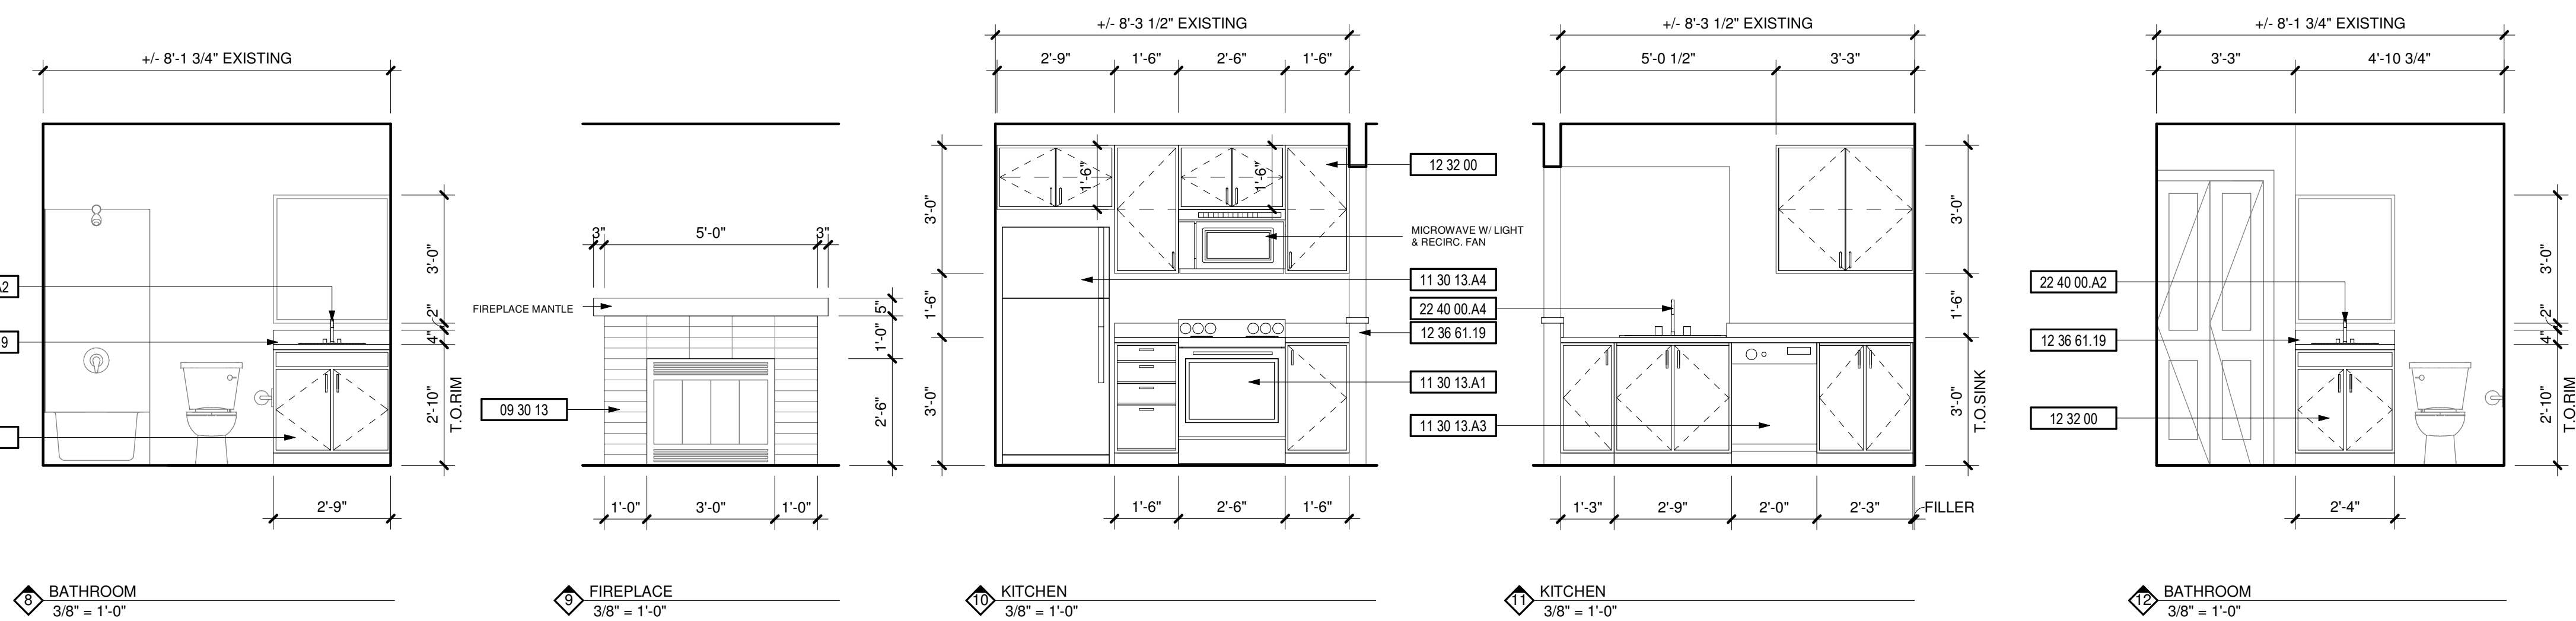 +/- 8'-1 3/4" EXISTING
3'-0"
2"
4"
2'-10"
T.O.RIM
A2
9
2'-9"
8
BATHROOM
3/8" = 1'-0"
3"
5'-0"
3"
FIREPLACE MANTLE
5"
1'-0"
2'-6"
09 30 13
1'-0"
3'-0"
1'-0"
9
FIREPLACE
3/8" = 1'-0"
+/- 8'-3 1/2" EXISTING
2'-9"
1'-6"
2'-6"
1'-6"
3'-0"
1'-6"
3'-0"
1'-6"
1'-6"
12 32 00
MICROWAVE W/ LIGHT
& RECIRC. FAN
11 30 13.A4
22 40 00.A4
12 36 61.19
11 30 13.A1
11 30 13.A3
1'-6"
2'-6"
1'-6"
10
KITCHEN
3/8" = 1'-0"
+/- 8'-3 1/2" EXISTING
5'-0 1/2"
3'-3"
3'-0"
1'-6"
3'-0"
T.O.SINK
1'-3"
2'-9"
2'-0"
2'-3"
FILLER
11
KITCHEN
3/8" = 1'-0"
+/- 8'-1 3/4" EXISTING
3'-3"
4'-10 3/4"
22 40 00.A2
12 36 61.19
12 32 00
3'-0"
2"
4"
2'-10"
T.O.RIM
2'-4"
12
BATHROOM
3/8" = 1'-0"